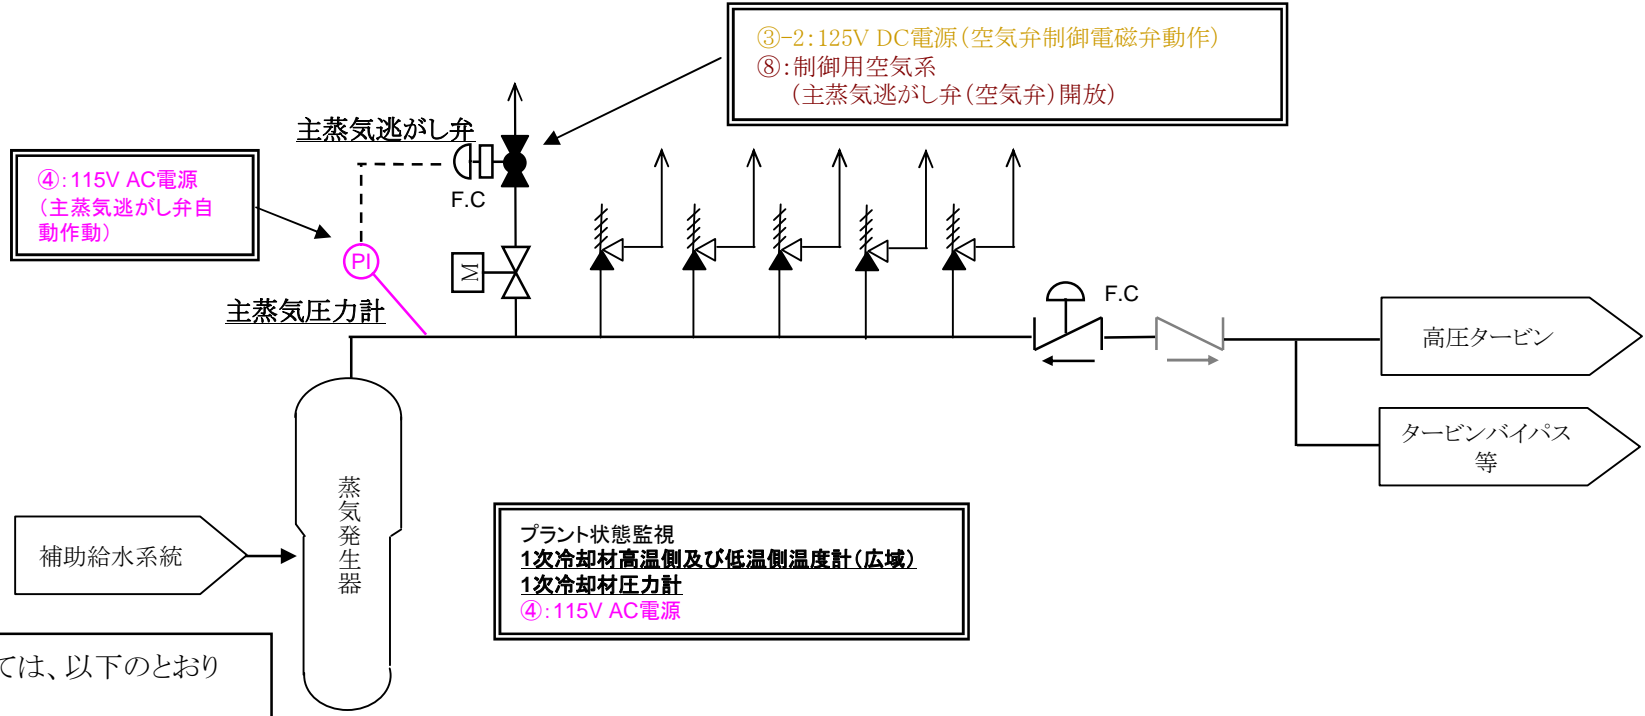 ③-2:125V DC電源(空気弁制御電磁弁動作)
⑧:制御用空気系
(主蒸気逃がし弁(空気弁)開放)
主蒸気逃がし弁
F.C
④:115V AC電源
(主蒸気逃がし弁自
動作動)
PI
M
主蒸気圧力計
F.C
高圧タービン
タービンバイパス
等
蒸気発生器
補助給水系統
プラント状態監視
1次冷却材高温側及び低温側温度計(広域)
1次冷却材圧力計
④:115V AC電源
ては、以下のとおり